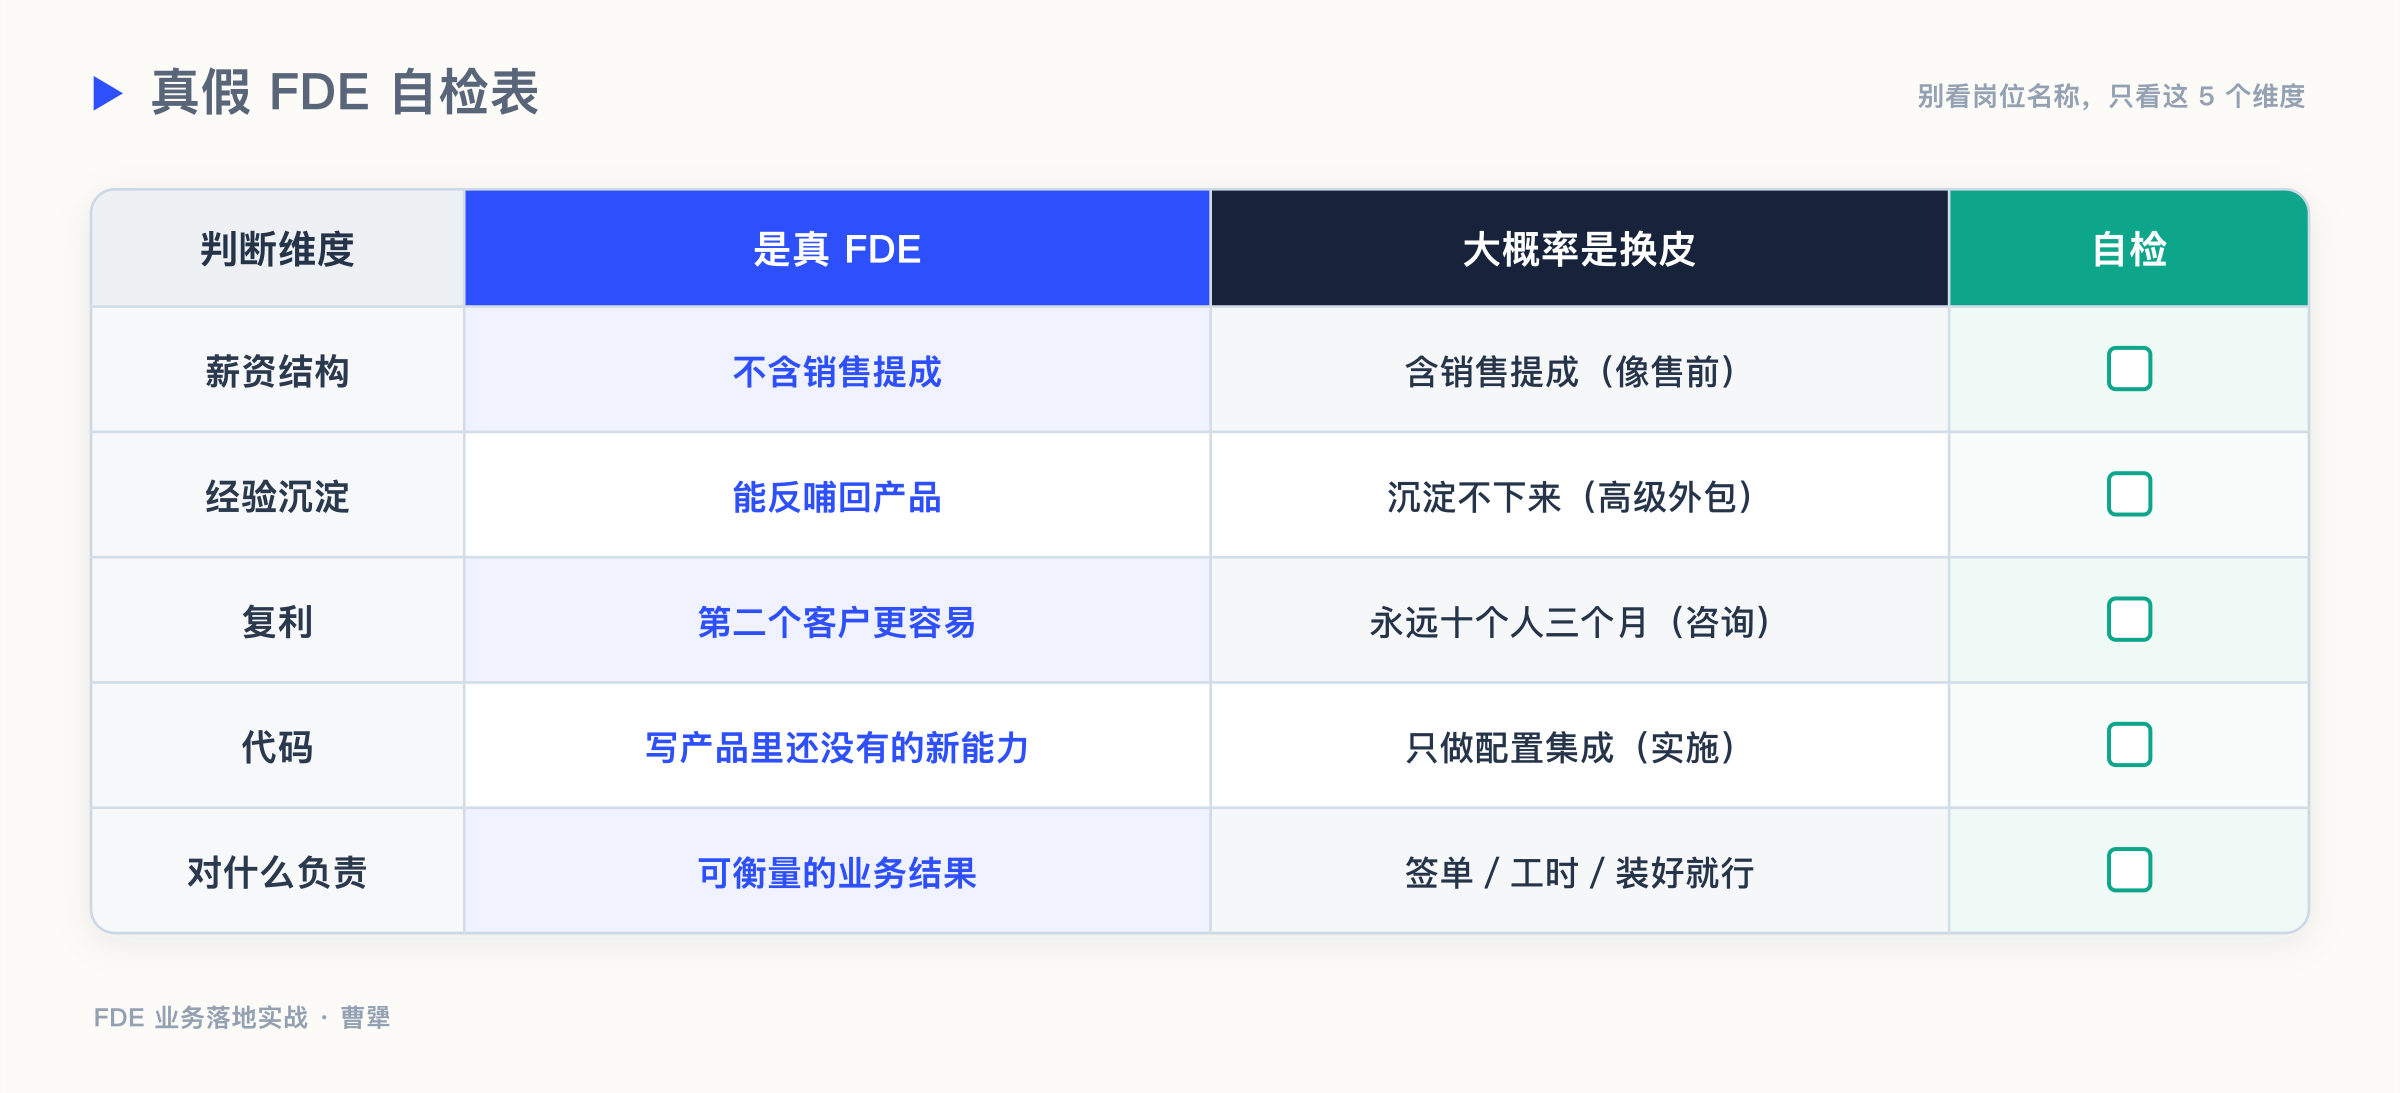 真假 FDE 自检表
别看岗位名称，只看这 5 个维度
判断维度 是真 FDE 大概率是换皮 自检
薪资结构 不含销售提成 含销售提成（像售前）
经验沉淀 能反哺回产品 沉淀不下来（高级外包）
复利 第二个客户更容易 永远十个人三个月（咨询）
代码 写产品里还没有的新能力 只做配置集成（实施）
对什么负责 可衡量的业务结果 签单 / 工时 / 装好就行
FDE 业务落地实战 · 曹犟